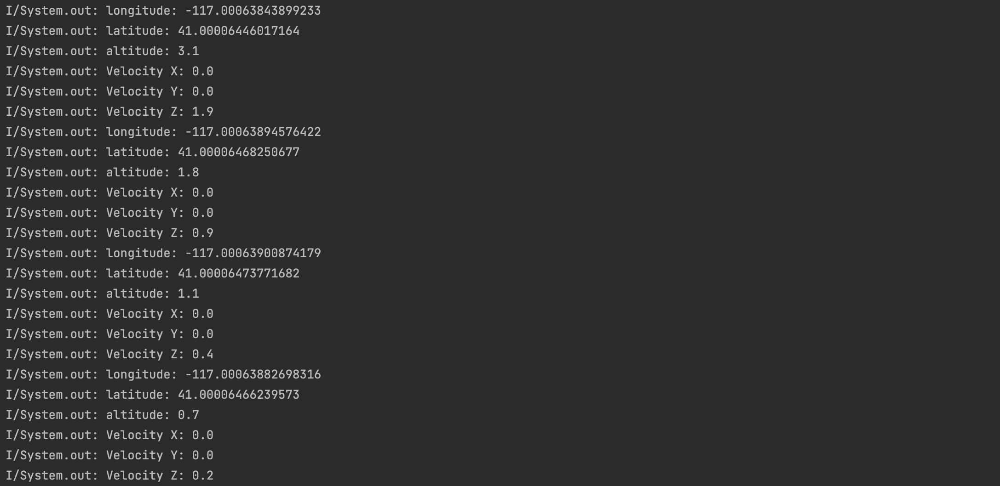 I/System.out: longitude: -117.00063843899233
I/System.out: latitude: 41.00006446017164
I/System.out: altitude: 3.1
I/System.out: Velocity X: 0.0
I/System.out: Velocity Y: 0.0
I/System.out: Velocity Z: 1.9
I/System.out: longitude: -117.00063894576422
I/System.out: latitude: 41.00006468250677
I/System.out: altitude: 1.8
I/System.out: Velocity X: 0.0
I/System.out: Velocity Y: 0.0
I/System.out: Velocity Z: 0.9
I/System.out: longitude: -117.00063900874179
I/System.out: latitude: 41.00006473771682
I/System.out: altitude: 1.1
I/System.out: Velocity X: 0.0
I/System.out: Velocity Y: 0.0
I/System.out: Velocity Z: 0.4
I/System.out: longitude: -117.00063882698316
I/System.out: latitude: 41.00006466239573
I/System.out: altitude: 0.7
I/System.out: Velocity X: 0.0
I/System.out: Velocity Y: 0.0
I/System.out: Velocity Z: 0.2